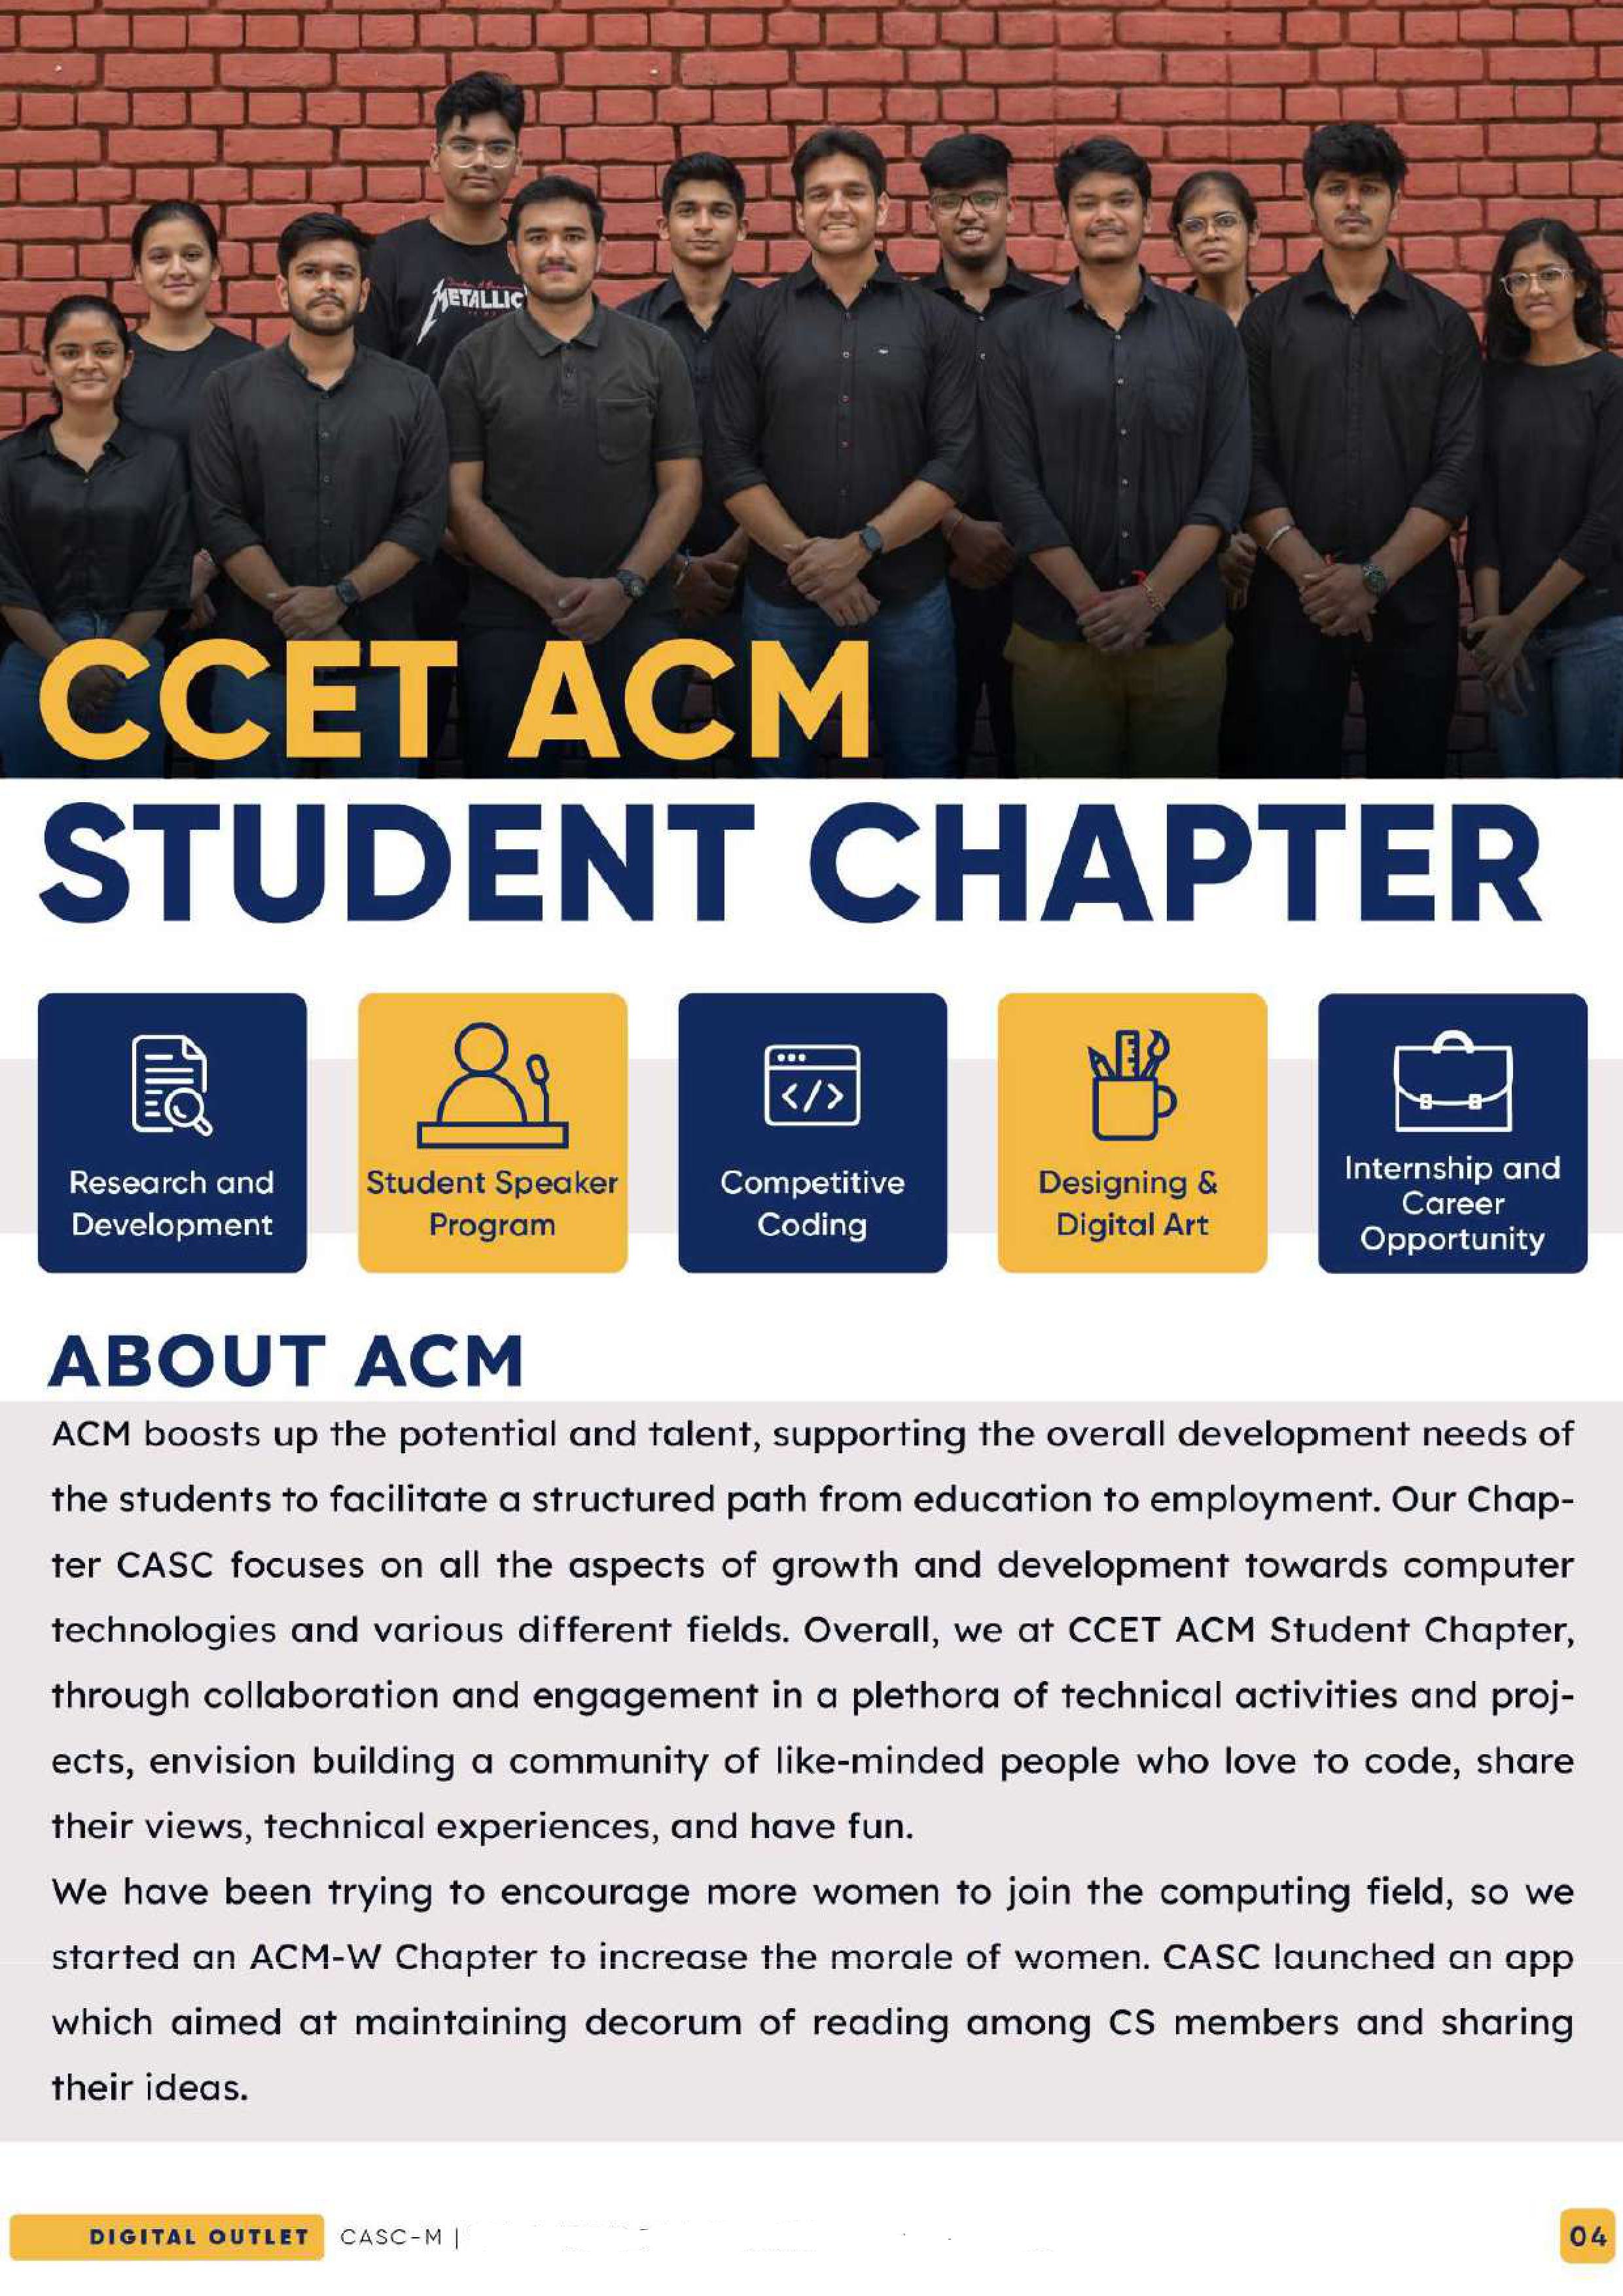 METALLIC
CCET ACM
STUDENT CHAPTER
Research and
Development
Student Speaker
Program
Competitive
Coding
Designing &
Digital Art
Internship and
Career
Opportunity
ABOUT ACM
ACM boosts up the potential and talent, supporting the overall development needs of
the students to facilitate a structured path from education to employment. Our Chap-
ter CASC focuses on all the aspects of growth and development towards computer
technologies and various different fields. Overall, we at CCET ACM Student Chapter,
through collaboration and engagement in a plethora of technical activities and proj-
ects, envision building a community of like-minded people who love to code, share
their views, technical experiences, and have fun.
We have been trying to encourage more women to join the computing field, so we
started an ACM-W Chapter to increase the morale of women. CASC launched an app
which aimed at maintaining decorum of reading among CS members and sharing
their ideas.
DIGITAL OUTLET CASC-M |
04